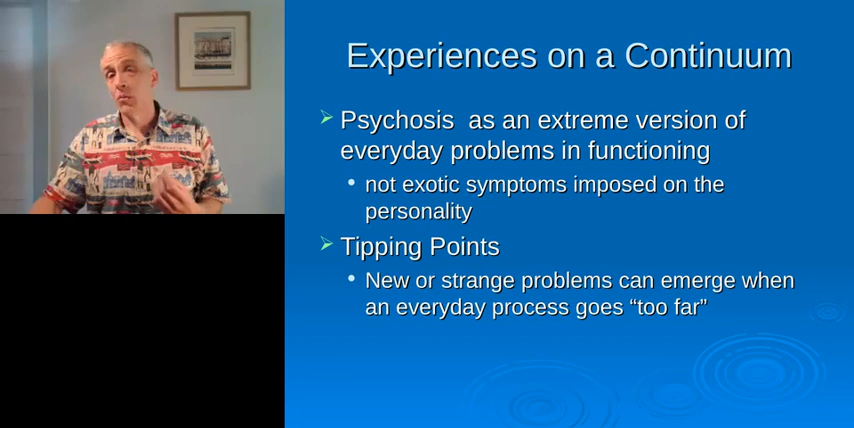 Experiences on a Continuum
Psychosis as an extreme version of
everyday problems in functioning
not exotic symptoms imposed on the
personality
Tipping Points
New or strange problems can emerge when
an everyday process goes “too far”